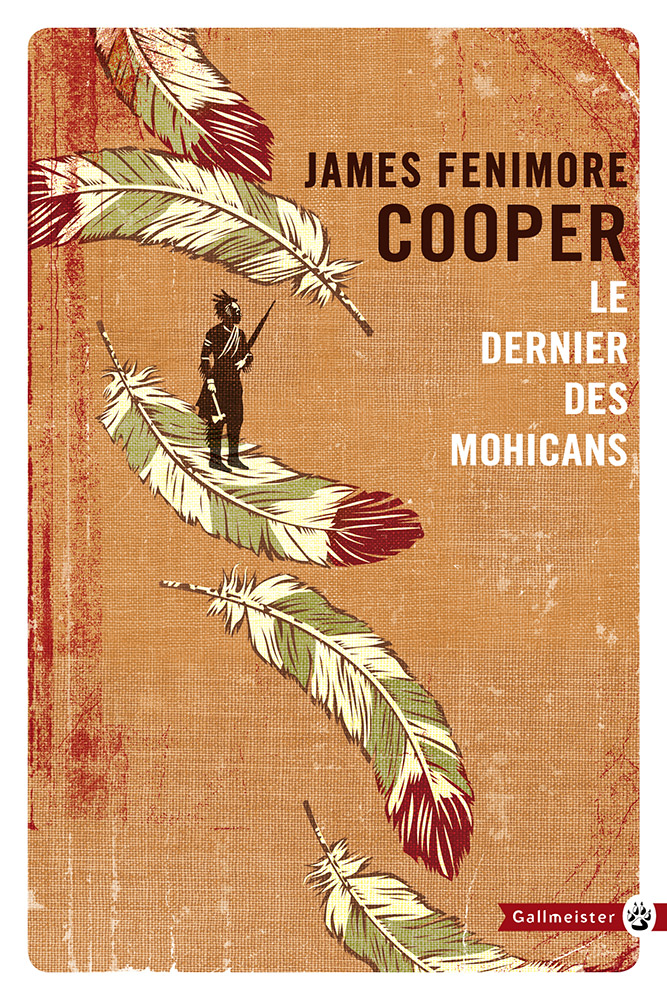 JAMES FENIMORE
COOPER
LE
DERNIER
DES
MOHICANS
Gallmeister